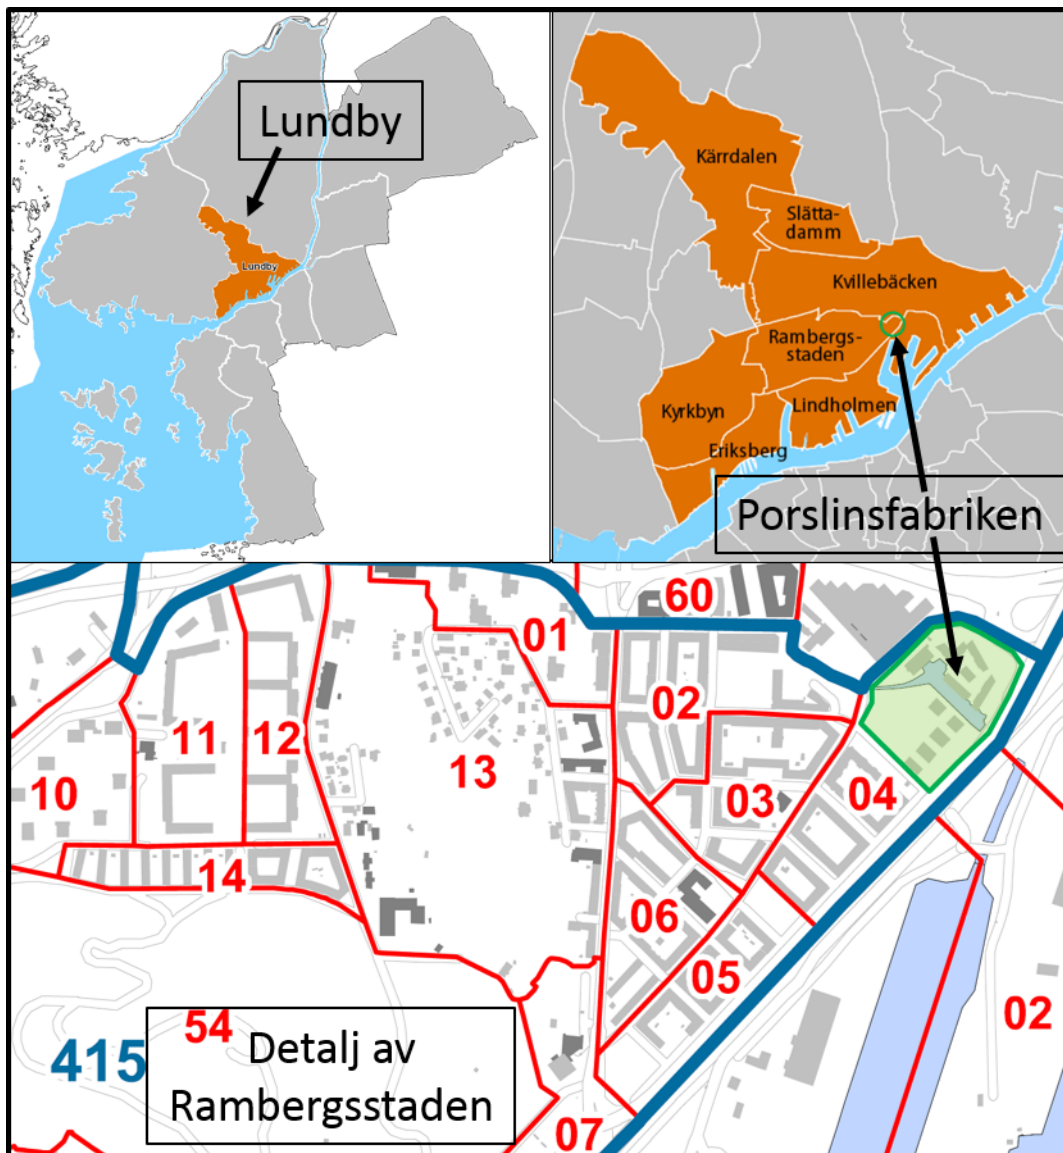 Lundby
Lundby
Kärrdalen
Slätta-
damm
Kvillebäcken
Rambergs-
staden
Kyrkbyn
Lindholmen
Eriksberg
Porslinsfabriken
60
01
02
11
12
13
10
03
04
14
06
05
02
54
415
Detalj av
Rambergsstaden
07